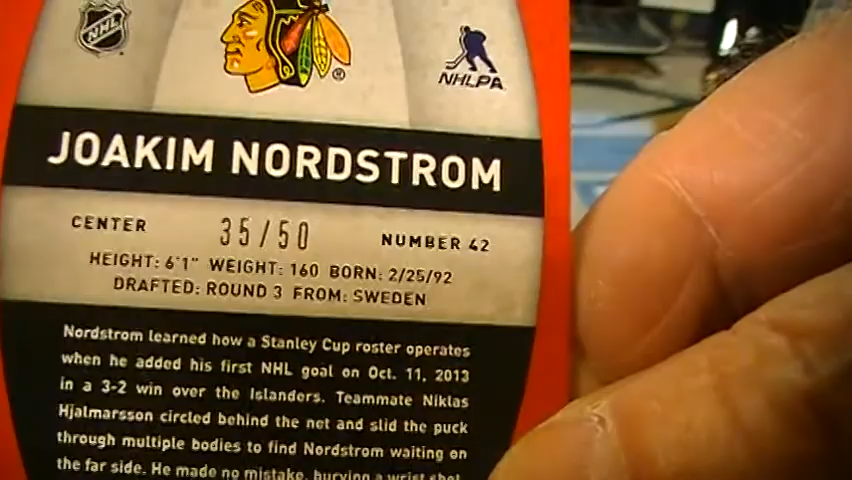 NHL
NHLPA
JOAKIM NORDSTROM
CENTER 35/50 NUMBER 42
HEIGHT: 6'1" WEIGHT: 160 BORN: 2/25/92
DRAFTED: ROUND 3 FROM: SWEDEN
Nordstrom learned how a Stanley Cup roster operates
when he added his first NHL goal on Oct. 11, 2013
in a 3-2 win over the Islanders. Teammate Niklas
Hjalmarsson circled behind the net and slid the puck
through multiple bodies to find Nordstrom waiting on
the far side. He made no mistake, burying a wrist shot